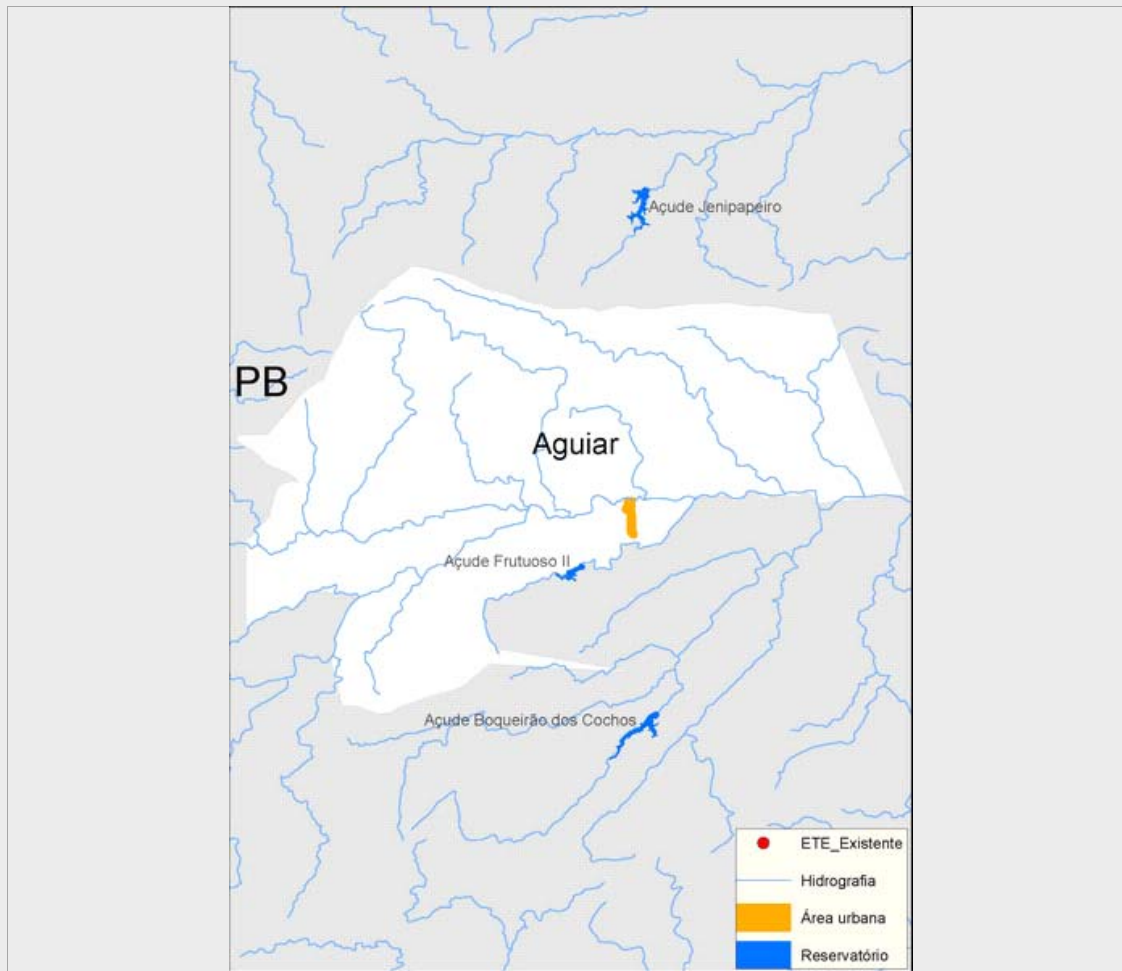 Açude Jenipapeiro
PB
Aguiar
Açude Frutuoso II
Açude Boqueirão dos Cochos
ETE_Existente
Hidrografia
Área urbana
Reservatório